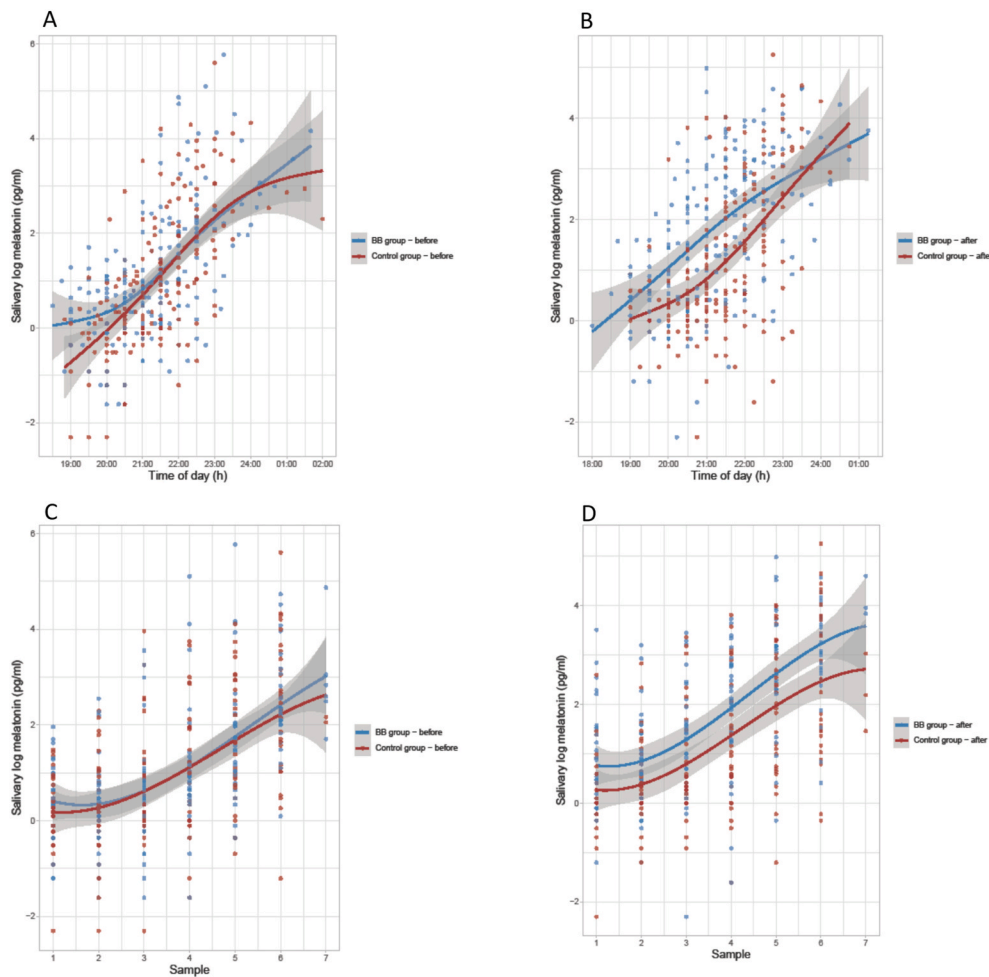 A
6
4
2
0
−2
Salivary log melatonin (pg/ml)
19:00 20:00 21:00 22:00 23:00 24:00 01:00 02:00
Time of day (h)
BB group − before
Control group − before
B
4
2
0
−2
Salivary log melatonin (pg/ml)
18:00 19:00 20:00 21:00 22:00 23:00 24:00 01:00
Time of day (h)
BB group − after
Control group − after
C
6
4
2
0
−2
Salivary log melatonin (pg/ml)
1 2 3 4 5 6 7
Sample
BB group − before
Control group − before
D
4
2
0
−2
Salivary log melatonin (pg/ml)
1 2 3 4 5 6 7
Sample
BB group − after
Control group − after